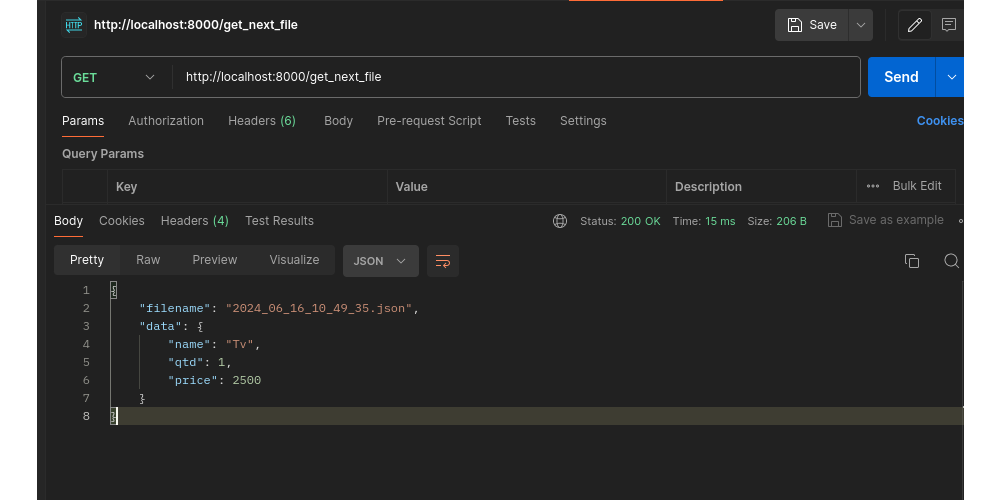 HTTP http://localhost:8000/get_next_file Save
GET http://localhost:8000/get_next_file Send
Params Authorization Headers (6) Body Pre-request Script Tests Settings Cookies
Query Params
Key Value Description ••• Bulk Edit
Body Cookies Headers (4) Test Results Status: 200 OK Time: 15 ms Size: 206 B Save as example
Pretty Raw Preview Visualize JSON
1 {
2 "filename": "2024_06_16_10_49_35.json",
3 "data": {
4 "name": "Tv",
5 "qtd": 1,
6 "price": 2500
7 }
8 }